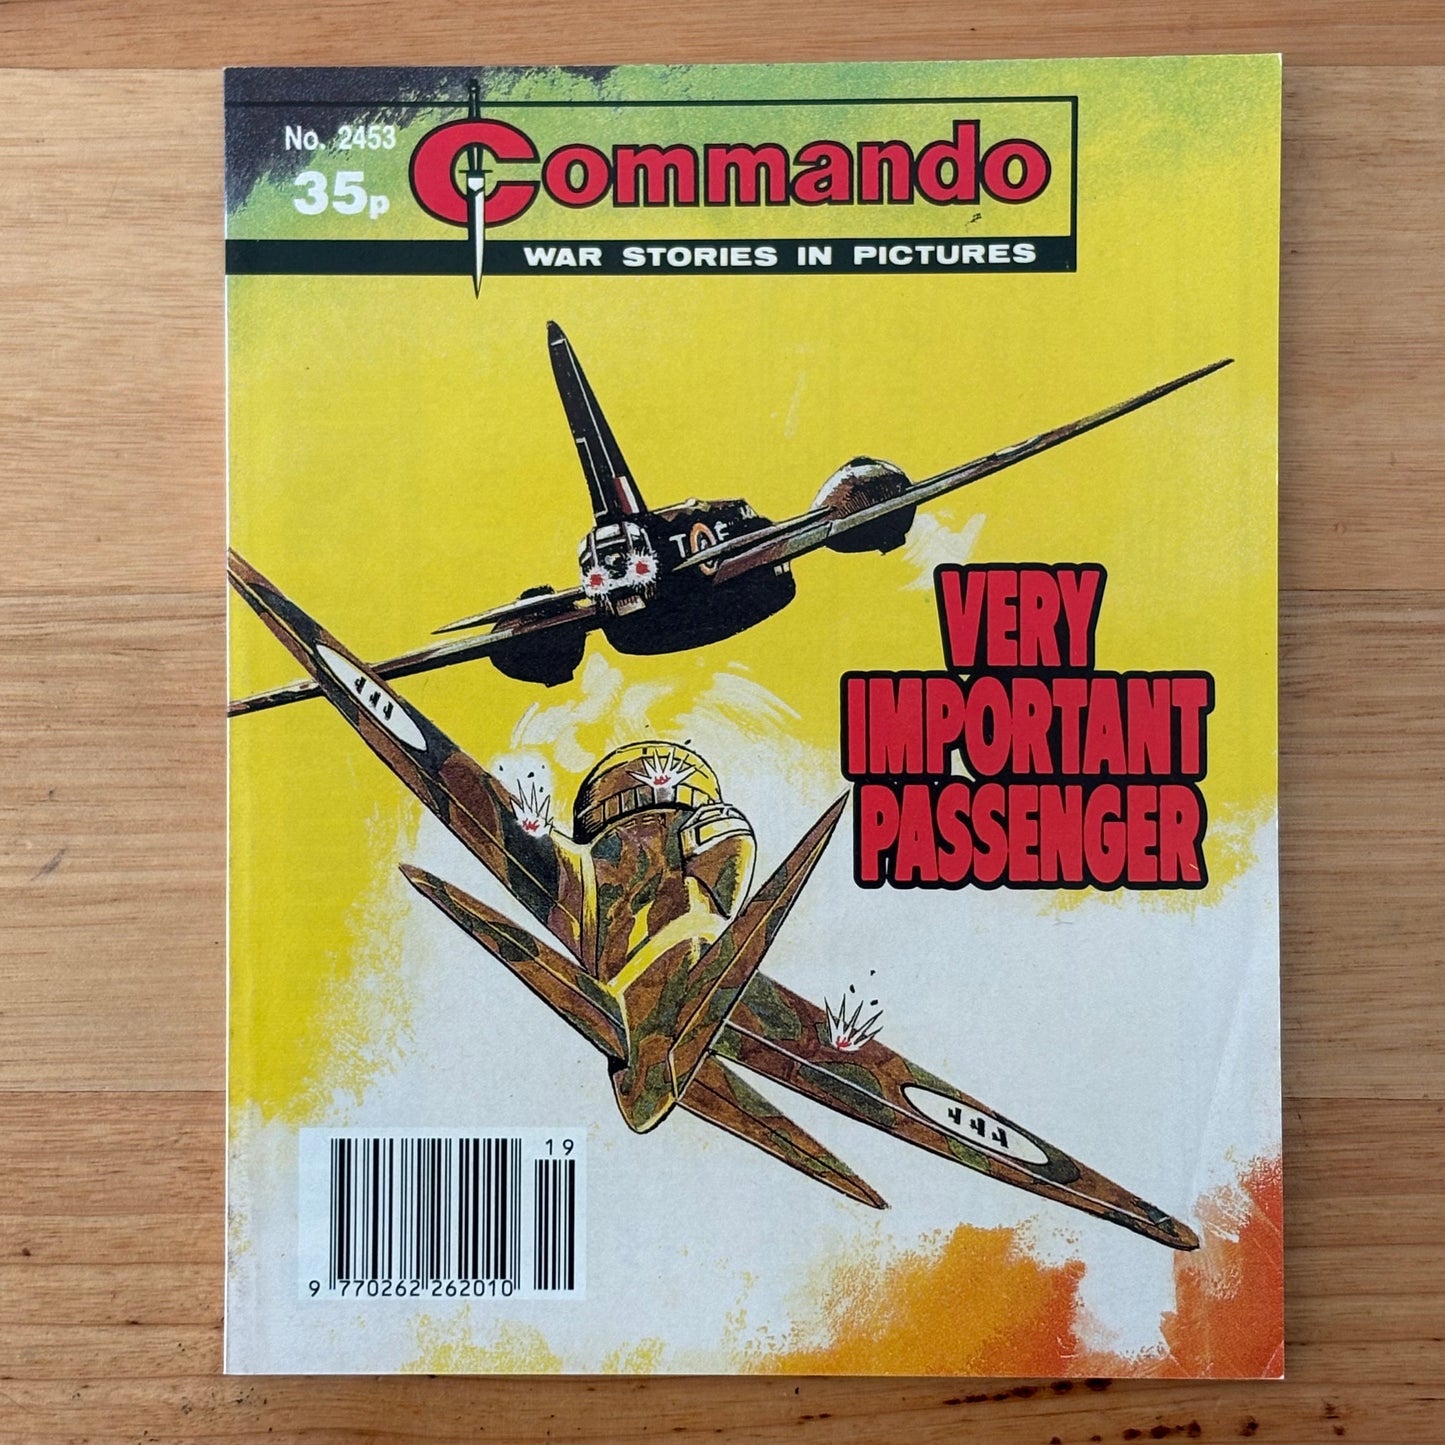 No. 2453
35p
Commando
WAR STORIES IN PICTURES
VERY
IMPORTANT
PASSENGER
19
9 770262 262010